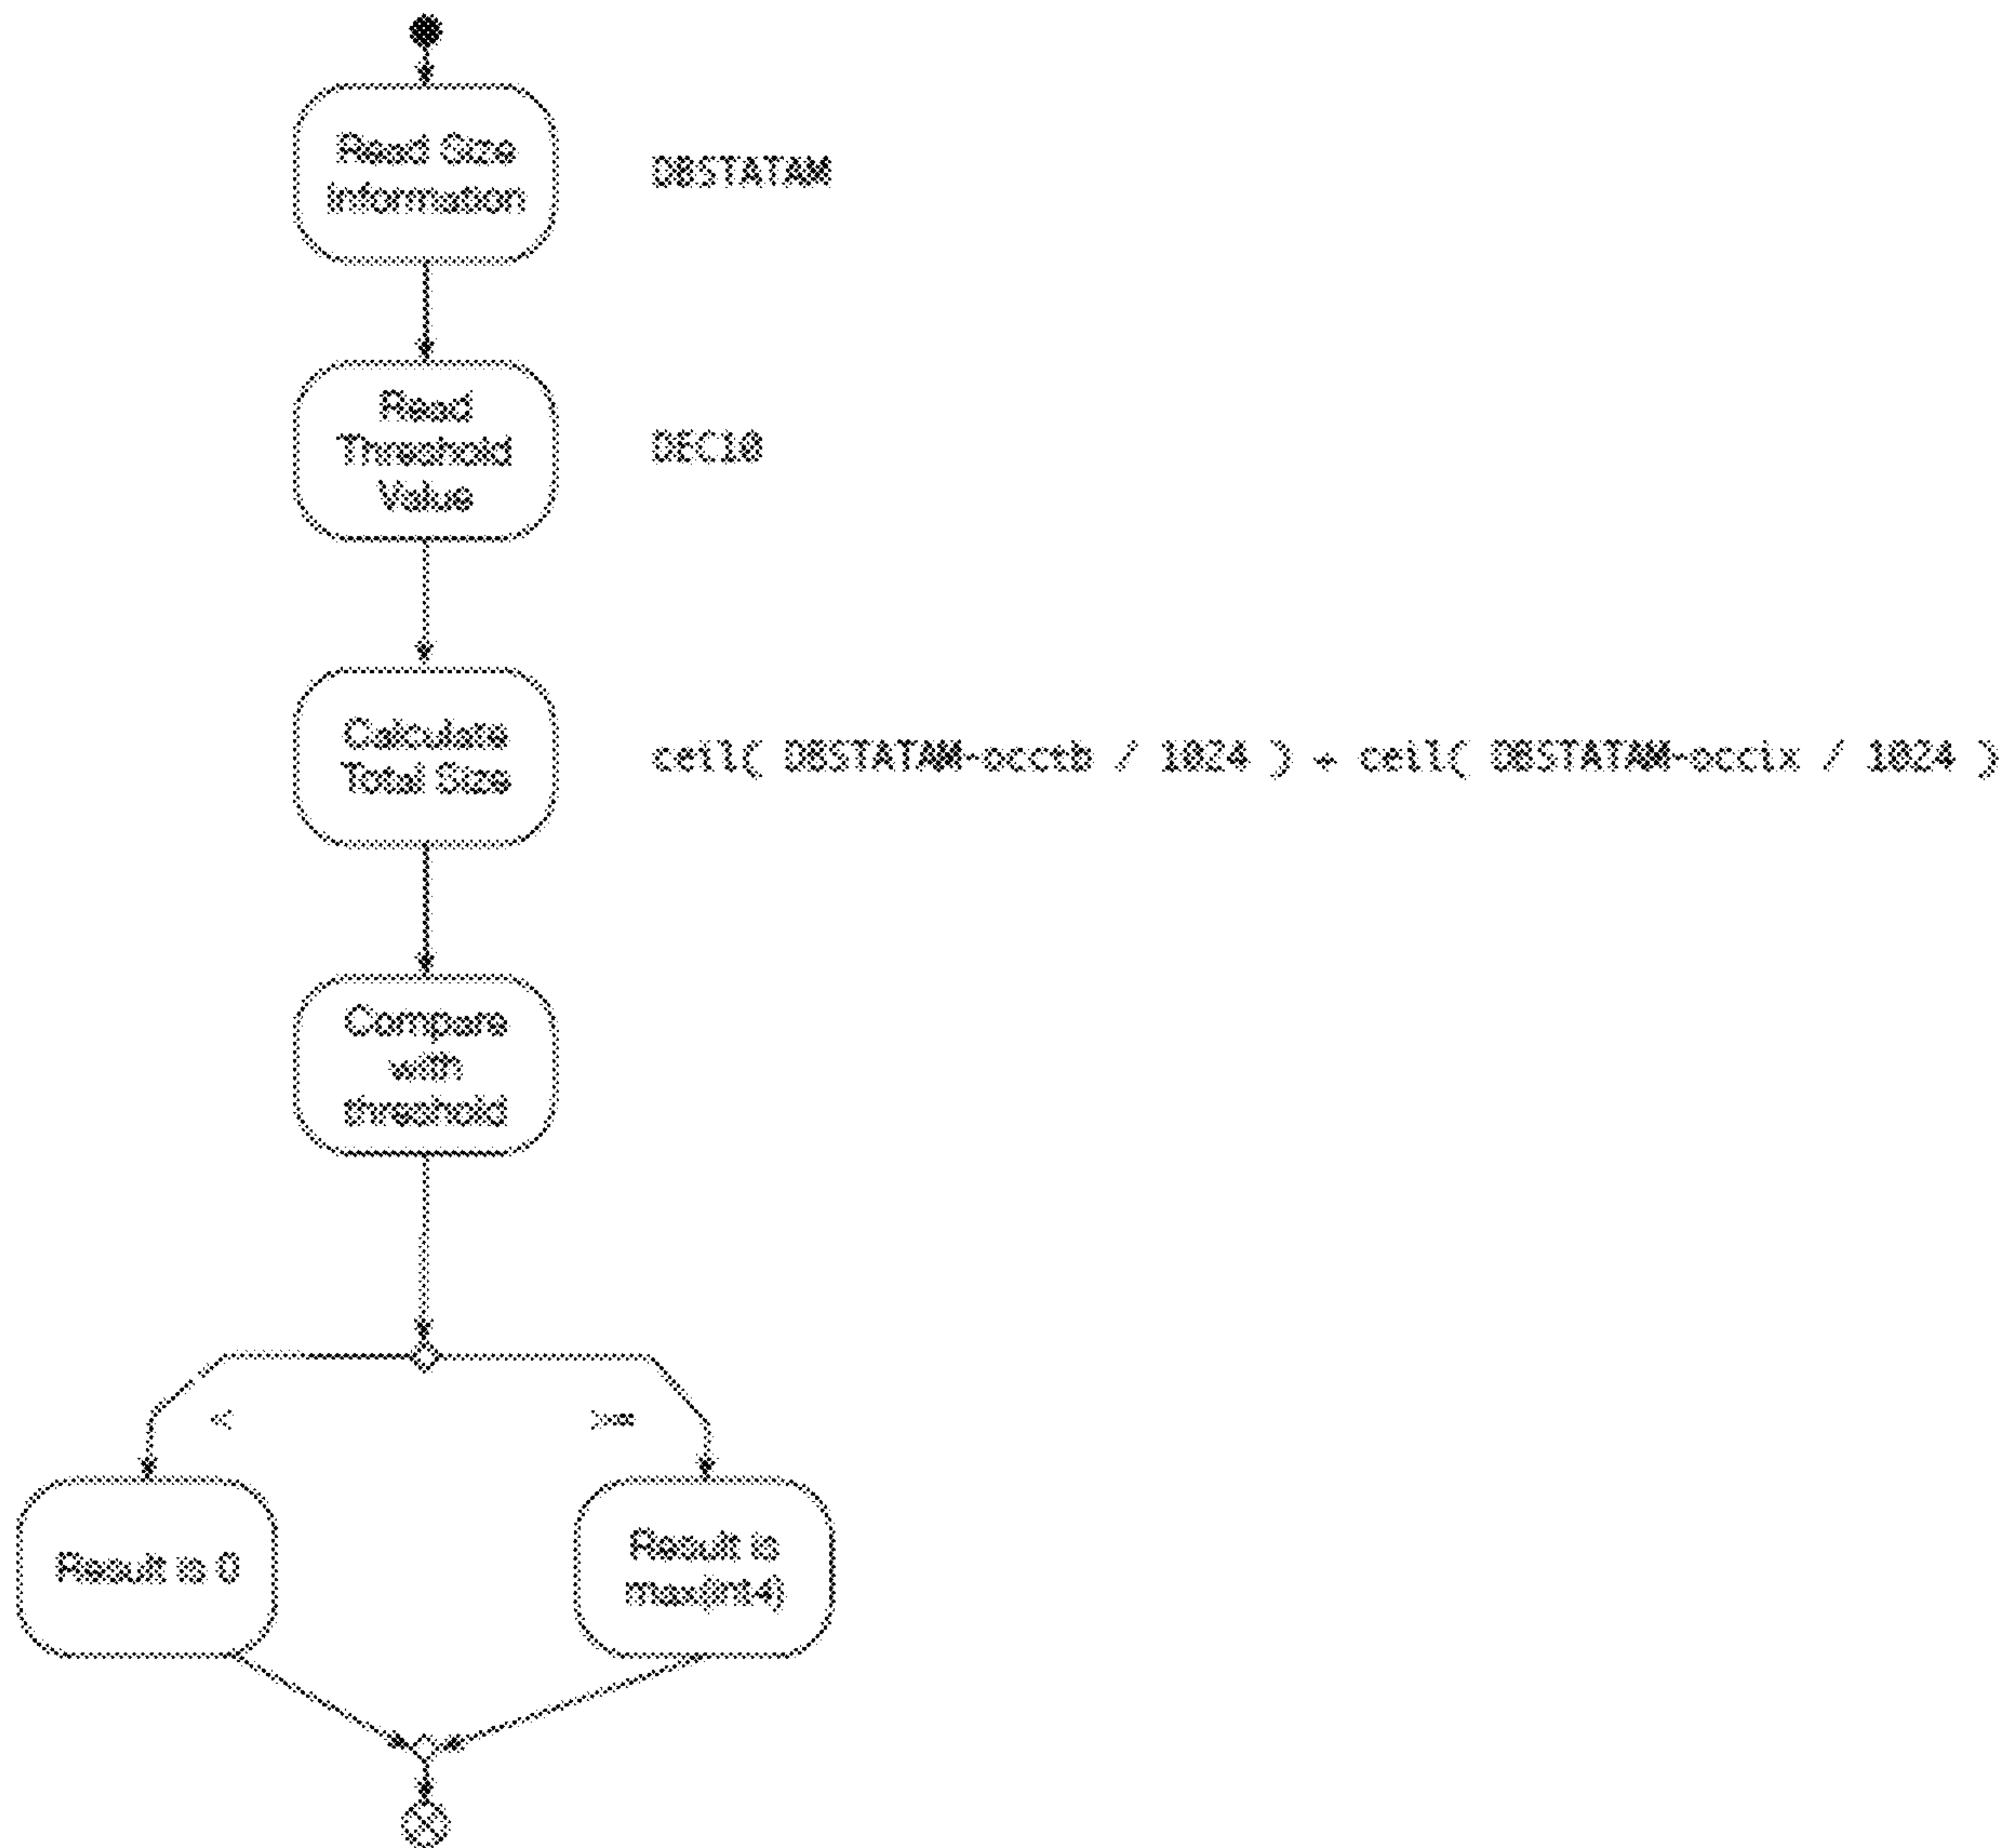 Read Size
Information
DBSTATAM
Read
Threshold
Value
DEC10
Calculate
Total Size
ceil( DBSTATAM-occtb / 1024 ) + ceil( DBSTATAM-occix / 1024 )
Compare
with
threshold
<
>=
Result is 0
Result is
max(int4)